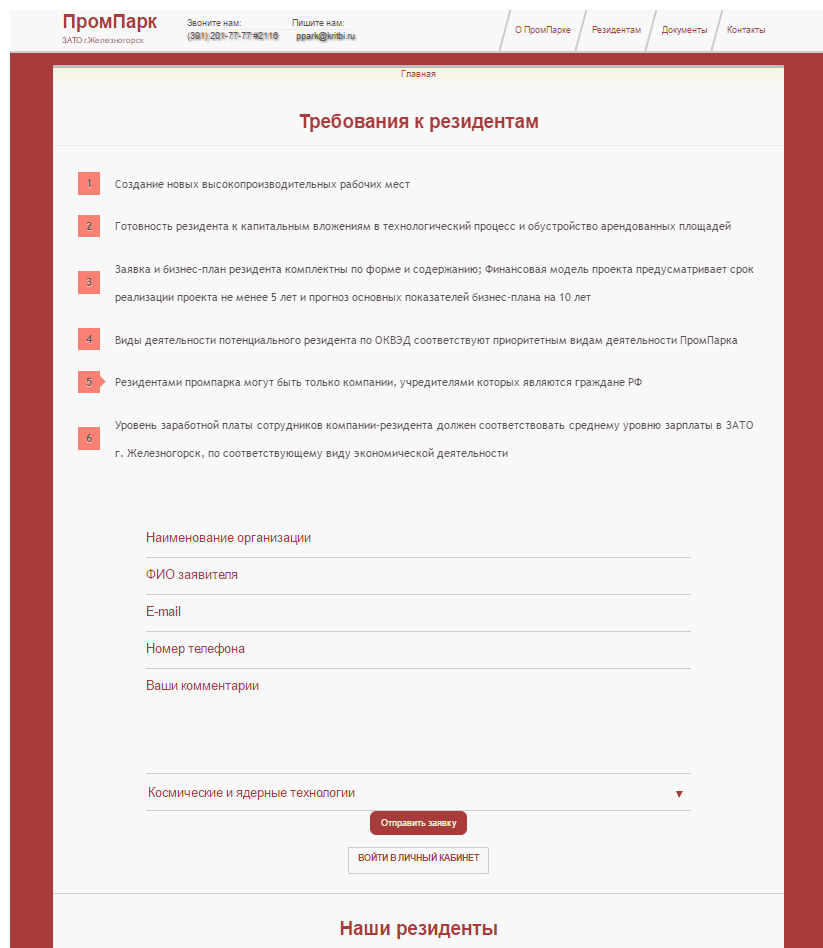 ПромПарк
ЗАТО г.Железногорск
Звоните нам:
(391) 201-77-77 #2116
Пишите нам:
ppark@kritbi.ru
О ПромПарке
Резидентам
Документы
Контакты
Главная
Требования к резидентам
1 Создание новых высокопроизводительных рабочих мест
2 Готовность резидента к капитальным вложениям в технологический процесс и обустройство арендованных площадей
3 Заявка и бизнес-план резидента комплектны по форме и содержанию; Финансовая модель проекта предусматривает срок
реализации проекта не менее 5 лет и прогноз основных показателей бизнес-плана на 10 лет
4 Виды деятельности потенциального резидента по ОКВЭД соответствуют приоритетным видам деятельности ПромПарка
5 Резидентами промпарка могут быть только компании, учредителями которых являются граждане РФ
6 Уровень заработной платы сотрудников компании-резидента должен соответствовать среднему уровню зарплаты в ЗАТО
г. Железногорск, по соответствующему виду экономической деятельности
Наименование организации
ФИО заявителя
E-mail
Номер телефона
Ваши комментарии
Космические и ядерные технологии
Отправить заявку
ВОЙТИ В ЛИЧНЫЙ КАБИНЕТ
Наши резиденты